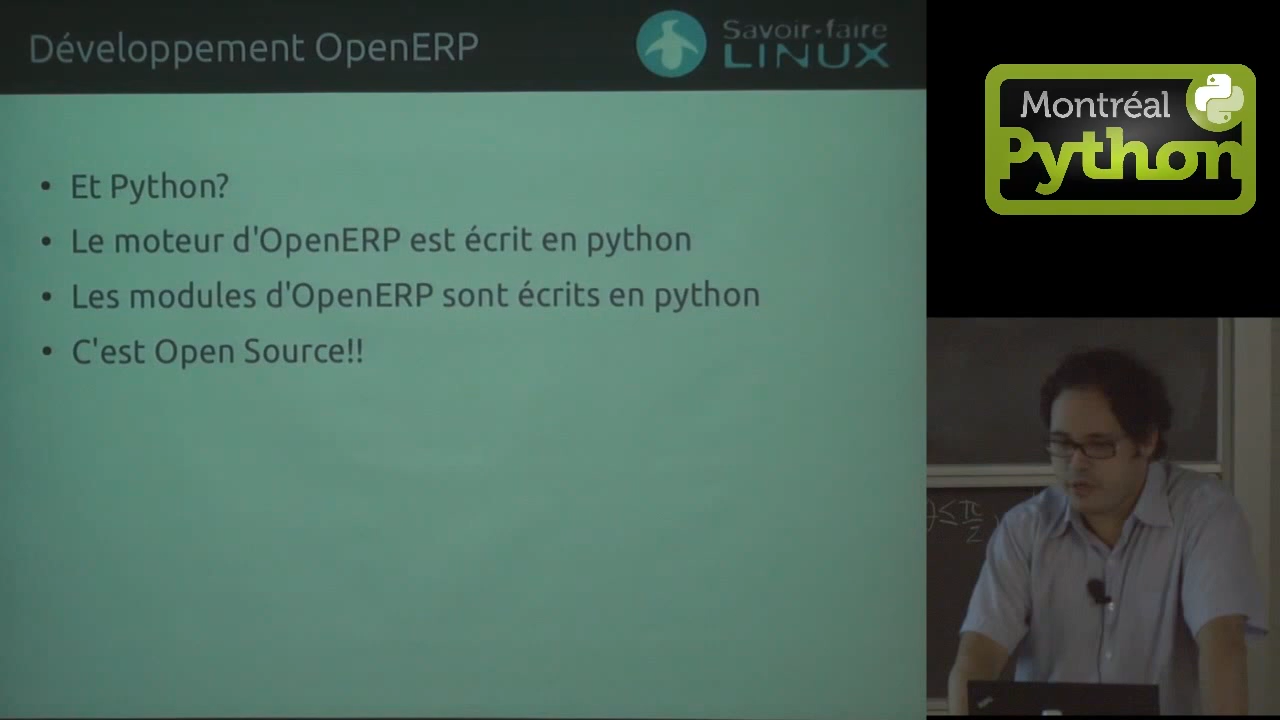 Développement OpenERP
Savoir-faire
LINUX
• Et Python?
• Le moteur d'OpenERP est écrit en python
• Les modules d'OpenERP sont écrits en python
• C'est Open Source!!
Montréal
Python
≤ π/2